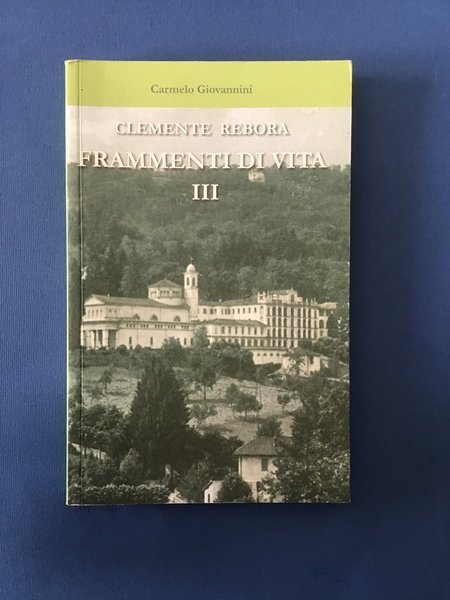 Carmelo Giovannini
CLEMENTE REBORA
FRAMMENTI DI VITA
III